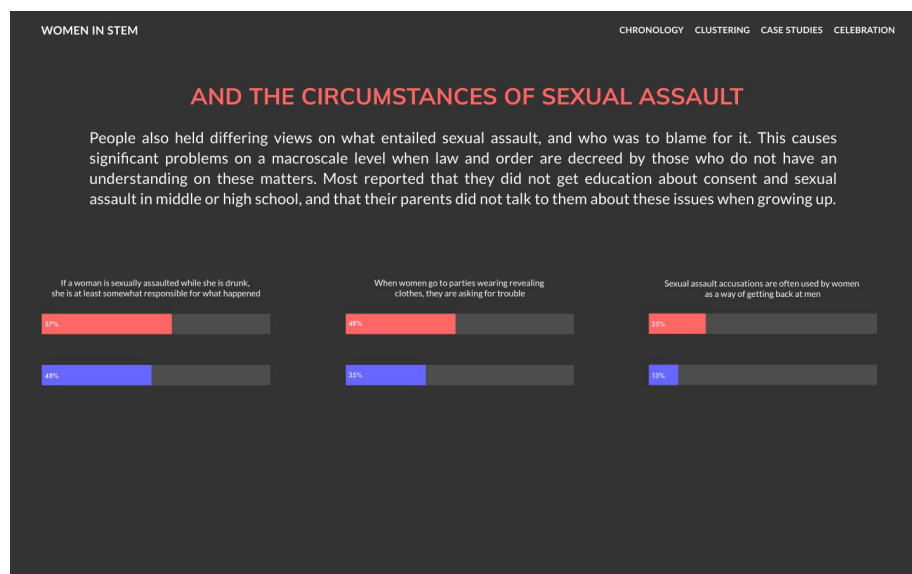 WOMEN IN STEM
CHRONOLOGY CLUSTERING CASE STUDIES CELEBRATION
AND THE CIRCUMSTANCES OF SEXUAL ASSAULT
People also held differing views on what entailed sexual assault, and who was to blame for it. This causes
significant problems on a macroscale level when law and order are decreed by those who do not have an
understanding on these matters. Most reported that they did not get education about consent and sexual
assault in middle or high school, and that their parents did not talk to them about these issues when growing up.
If a woman is sexually assaulted while she is drunk,
she is at least somewhat responsible for what happened
57%
48%
When women go to parties wearing revealing
clothes, they are asking for trouble
48%
35%
Sexual assault accusations are often used by women
as a way of getting back at men
25%
13%